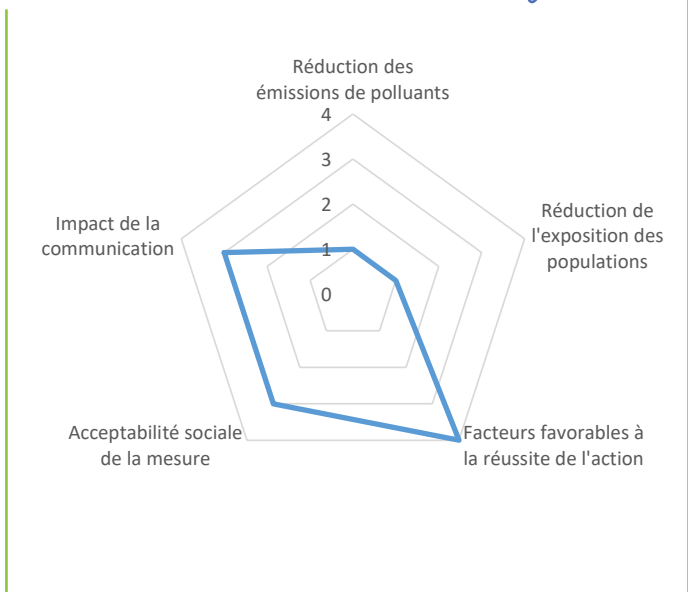 Réduction des
émissions de polluants
4
3
2
1
0
Réduction de
l'exposition des
populations
Facteurs favorables à
la réussite de l'action
Acceptabilité sociale
de la mesure
Impact de la
communication